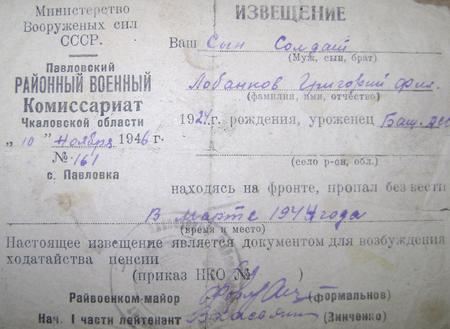 Министерство
Вооруженых сил
СССР.
Павловский
РАЙОННЫЙ ВОЕННЫЙ
Комиссариат
Чкаловской области
„ 10 " Ноября 1946 г.
№ 161
с. Павловка
ИЗВЕЩЕНИЕ
Ваш Сын Солдат
(Муж, сын, брат)
Лобанков Григорий Фил.
(фамилия, имя, отчество)
1924 г. рождения, уроженец Баш.
(село р-он, обл.)
находясь на фронте, пропал без вести
В марте 1944 года
(время и место)
Настоящее извещение является документом для возбуждения
ходатайства пенсии
(приказ НКО №    )
Райвоенком-майор (Формальнов)
Нач. I части лейтенант (Зинченко)